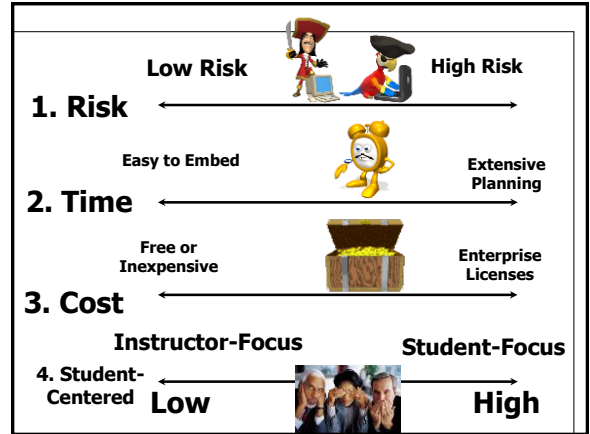 Low Risk
High Risk
1. Risk
Easy to Embed
Extensive
Planning
2. Time
Free or
Inexpensive
Enterprise
Licenses
3. Cost
Instructor-Focus
Student-Focus
4. Student-
Centered
Low
High